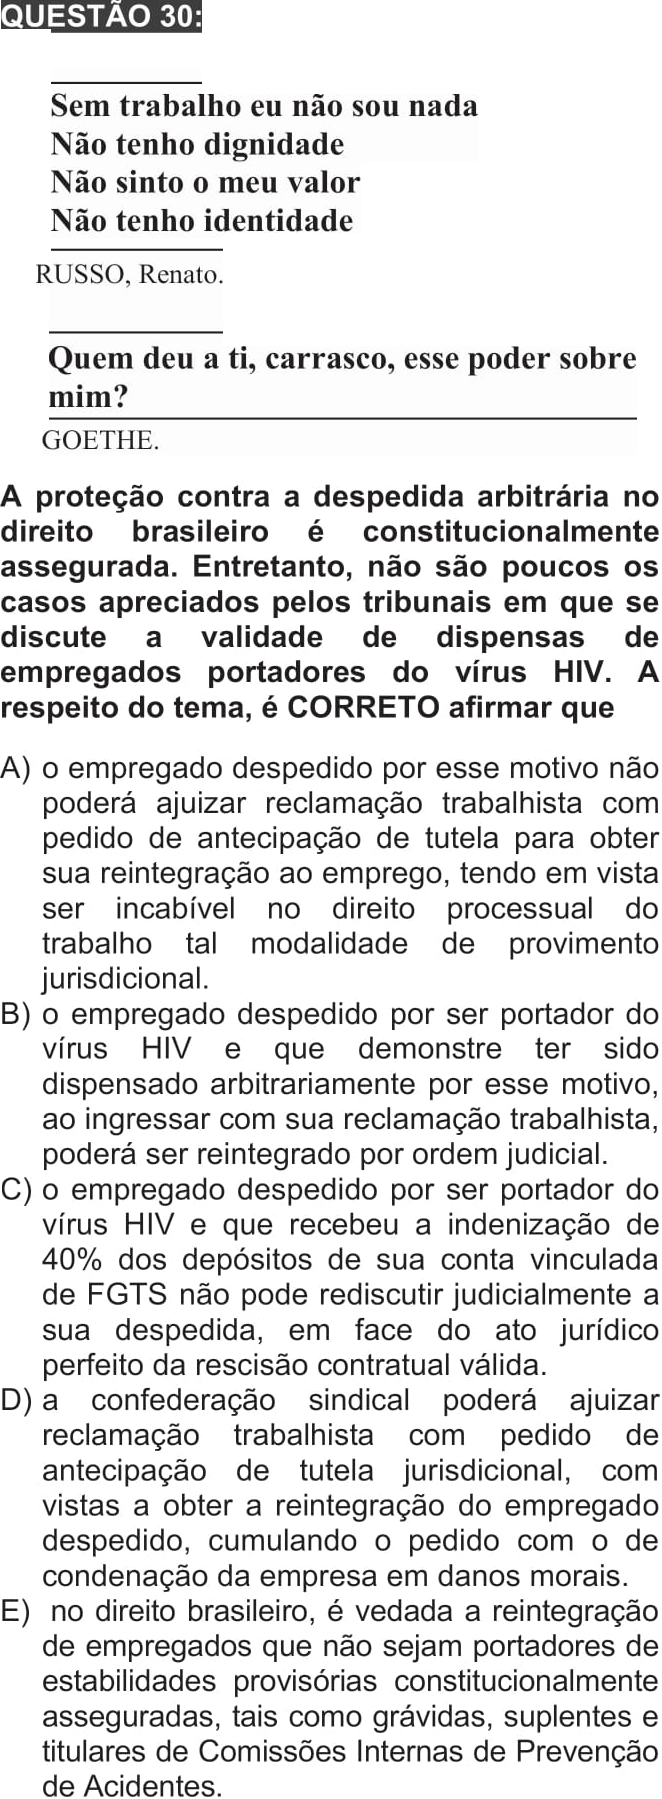 QUESTÃO 30:
Sem trabalho eu não sou nada
Não tenho dignidade
Não sinto o meu valor
Não tenho identidade
RUSSO, Renato.
Quem deu a ti, carrasco, esse poder sobre
mim?
GOETHE.
A proteção contra a despedida arbitrária no
direito brasileiro é constitucionalmente
assegurada. Entretanto, não são poucos os
casos apreciados pelos tribunais em que se
discute a validade de dispensas de
empregados portadores do vírus HIV. A
respeito do tema, é CORRETO afirmar que
A) o empregado despedido por esse motivo não
poderá ajuizar reclamação trabalhista com
pedido de antecipação de tutela para obter
sua reintegração ao emprego, tendo em vista
ser incabível no direito processual do
trabalho tal modalidade de provimento
jurisdicional.
B) o empregado despedido por ser portador do
vírus HIV e que demonstre ter sido
dispensado arbitrariamente por esse motivo,
ao ingressar com sua reclamação trabalhista,
poderá ser reintegrado por ordem judicial.
C) o empregado despedido por ser portador do
vírus HIV e que recebeu a indenização de
40% dos depósitos de sua conta vinculada
de FGTS não pode rediscutir judicialmente a
sua despedida, em face do ato jurídico
perfeito da rescisão contratual válida.
D) a confederação sindical poderá ajuizar
reclamação trabalhista com pedido de
antecipação de tutela jurisdicional, com
vistas a obter a reintegração do empregado
despedido, cumulando o pedido com o de
condenação da empresa em danos morais.
E) no direito brasileiro, é vedada a reintegração
de empregados que não sejam portadores de
estabilidades provisórias constitucionalmente
asseguradas, tais como grávidas, suplentes e
titulares de Comissões Internas de Prevenção
de Acidentes.